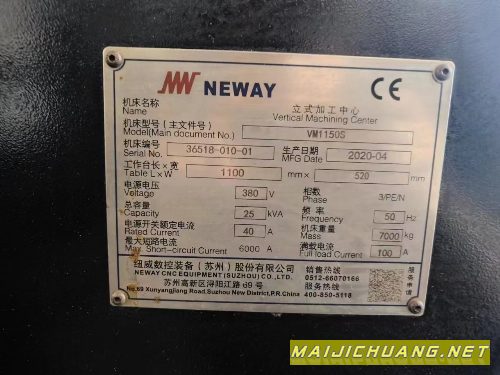 NEWAY
CE
机床名称
Name
立式加工中心
Vertical Machining Center
机床型号(主文件号)
Model(Main document No.)
VM1150S
机床编号
Serial No.
36518-010-01
生产日期
MFG Date
2020-04
工作台长×宽
Table L×W
1100
mm×
520
mm
电源电压
Voltage
380 V
相数
Phase
3/PE/N
总容量
Capacity
25 kVA
频率
Frequency
50 Hz
电源开关额定电流
Rated Current
40 A
机床重量
Mass
7000 kg
最大短路电流
Max. Short-circuit Current
6000 A
满载电流
Full load Current
100 A
纽威数控装备(苏州)股份有限公司
NEWAY CNC EQUIPMENT (SUZHOU) CO.,LTD.
苏州高新区浔阳江路69号
No.69 Xunyangjiang Road.Suzhou New District,P.R.China
销售热线
0512-66070166
服务热线
400-850-5118
服务申请
MAIJICHUANG.NET